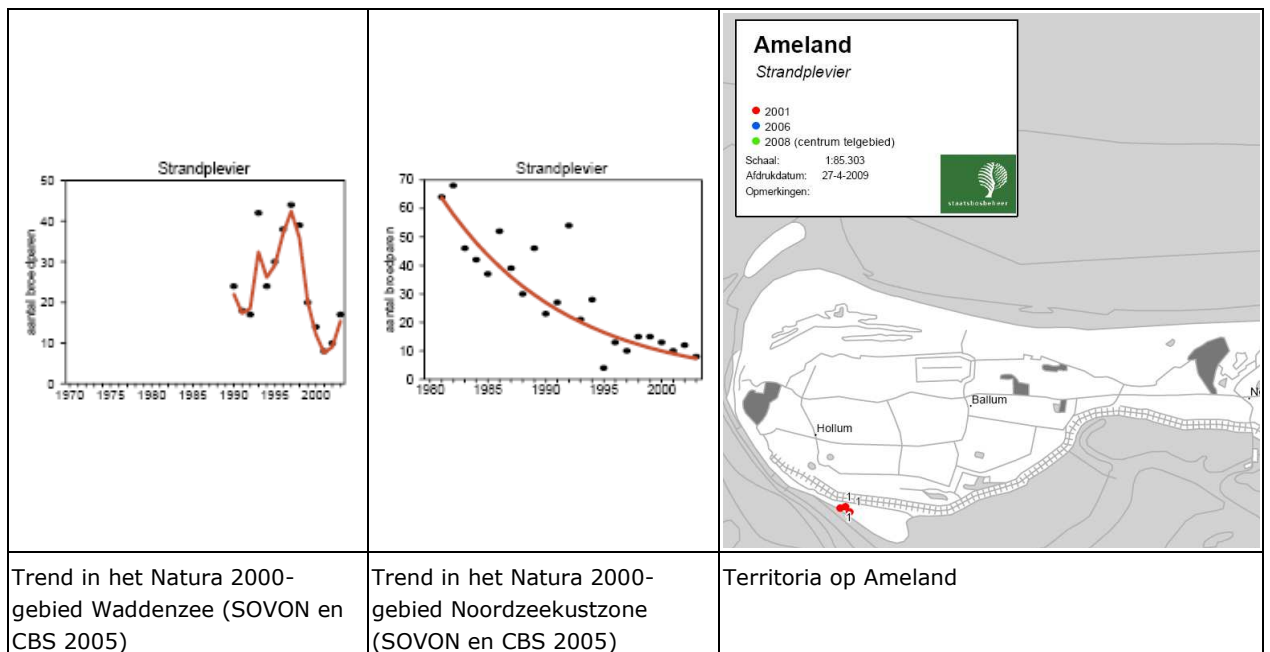 Strandplevier
50
40
30
20
10
0
aantal broedparen
1970 1975 1980 1985 1990 1995 2000
Strandplevier
70
60
50
40
30
20
10
0
aantal broedparen
1980 1985 1990 1995 2000
Ameland
Strandplevier
2001
2006
2008 (centrum telgebied)
Schaal: 1:85.303
Afdrukdatum: 27-4-2009
Opmerkingen:
staatsbosbeheer
Ballum
Hollum
1
1
1
Trend in het Natura 2000-
gebied Waddenzee (SOVON en
CBS 2005)
Trend in het Natura 2000-
gebied Noordzeekustzone
(SOVON en CBS 2005)
Territoria op Ameland